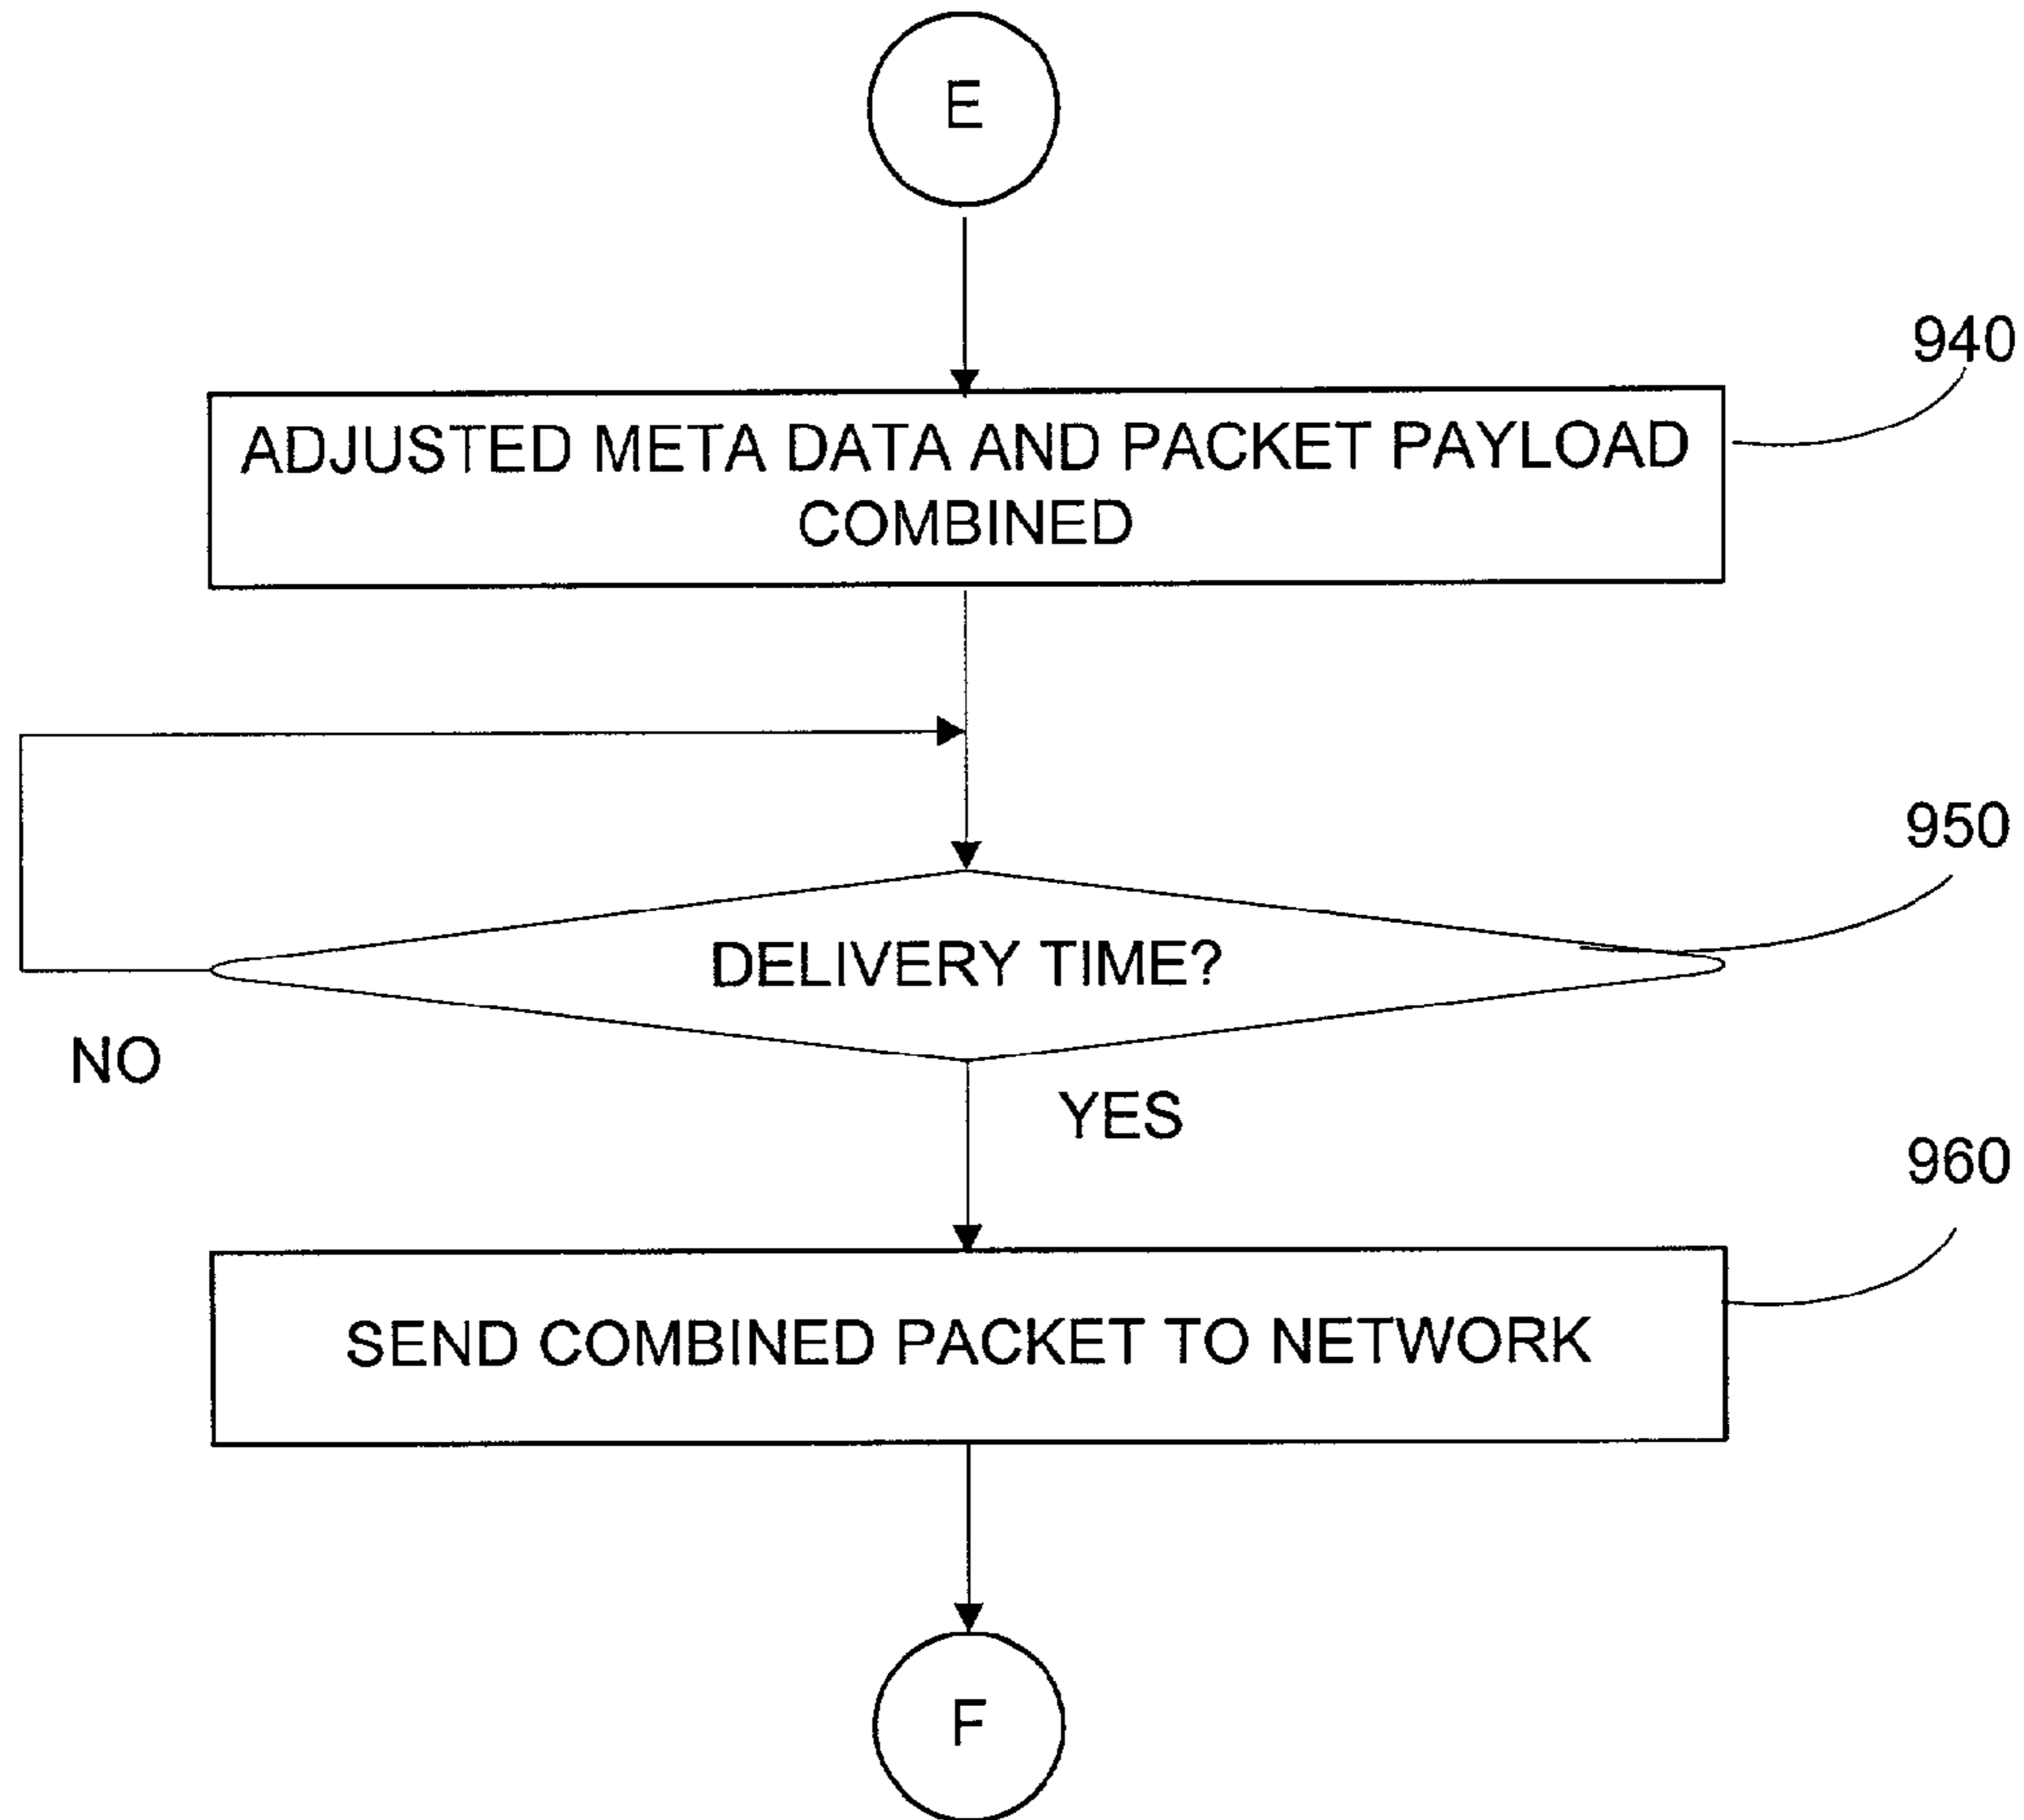 E
940
ADJUSTED META DATA AND PACKET PAYLOAD
COMBINED
950
DELIVERY TIME?
NO
YES
960
SEND COMBINED PACKET TO NETWORK
F